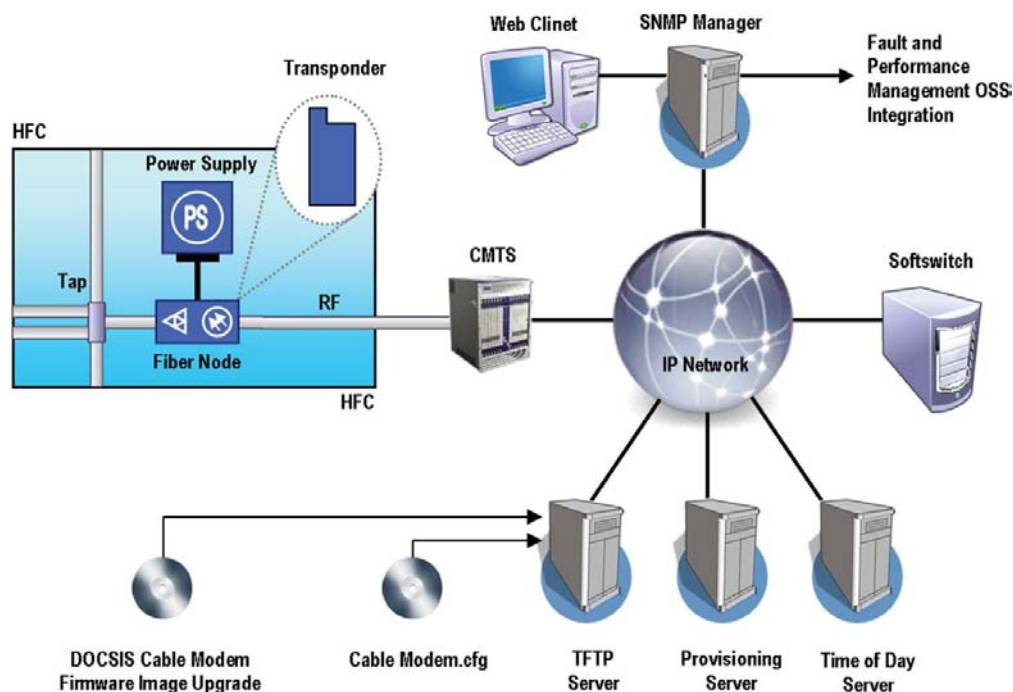 Web Clinet
SNMP Manager
Fault and
Performance
Management OSS
Integration
Transponder
HFC
Power Supply
PS
Tap
RF
Fiber Node
HFC
CMTS
IP Network
Softswitch
DOCSIS Cable Modem
Firmware Image Upgrade
Cable Modem.cfg
TFTP
Server
Provisioning
Server
Time of Day
Server